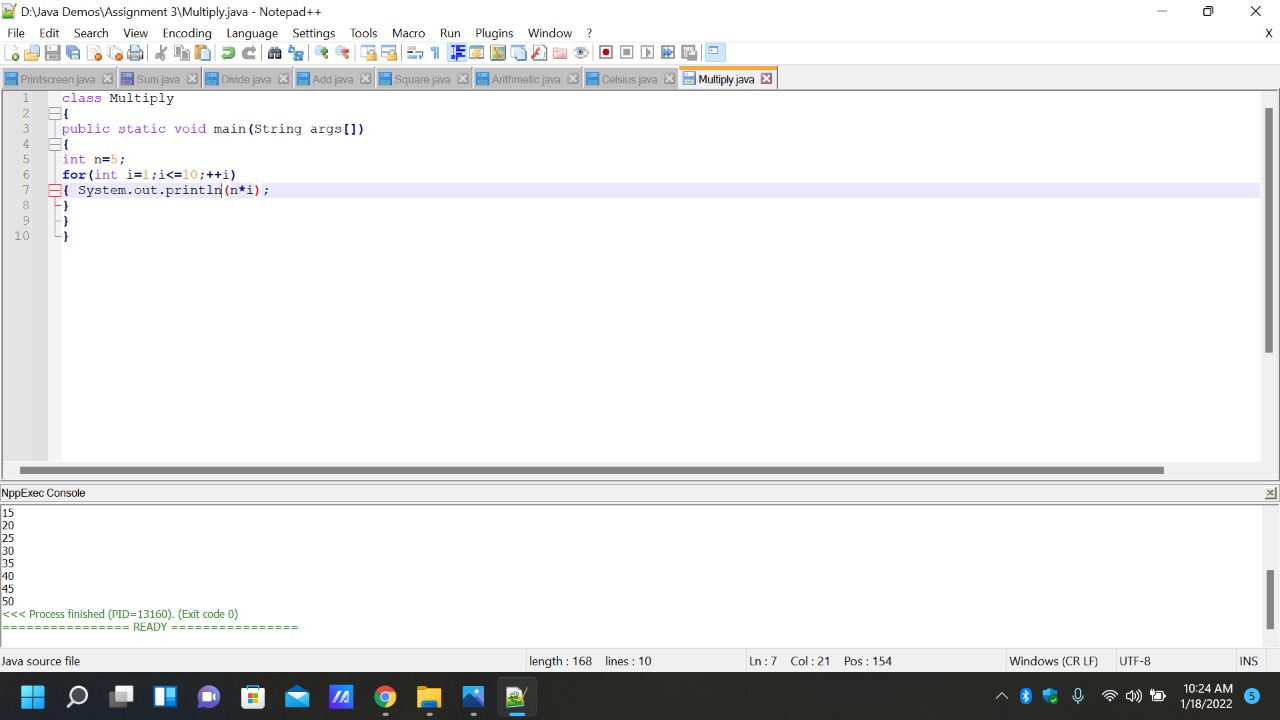 D:\Java Demos\Assignment 3\Multiply.java - Notepad++
File Edit Search View Encoding Language Settings Tools Macro Run Plugins Window ? X
Printscreen.java Sum.java Divide.java Add.java Square.java Arithmetic.java Celsius.java Multiply.java
1 class Multiply
2 {
3 public static void main(String args[])
4 {
5 int n=5;
6 for(int i=1;i<=10;++i)
7 { System.out.println(n*i);
8 }
9 }
10 }
NppExec Console
15
20
25
30
35
40
45
50
<<< Process finished (PID=13160). (Exit code 0)
================ READY ================
Java source file length : 168 lines : 10 Ln : 7 Col : 21 Pos : 154 Windows (CR LF) UTF-8 INS
10:24 AM
1/18/2022 5